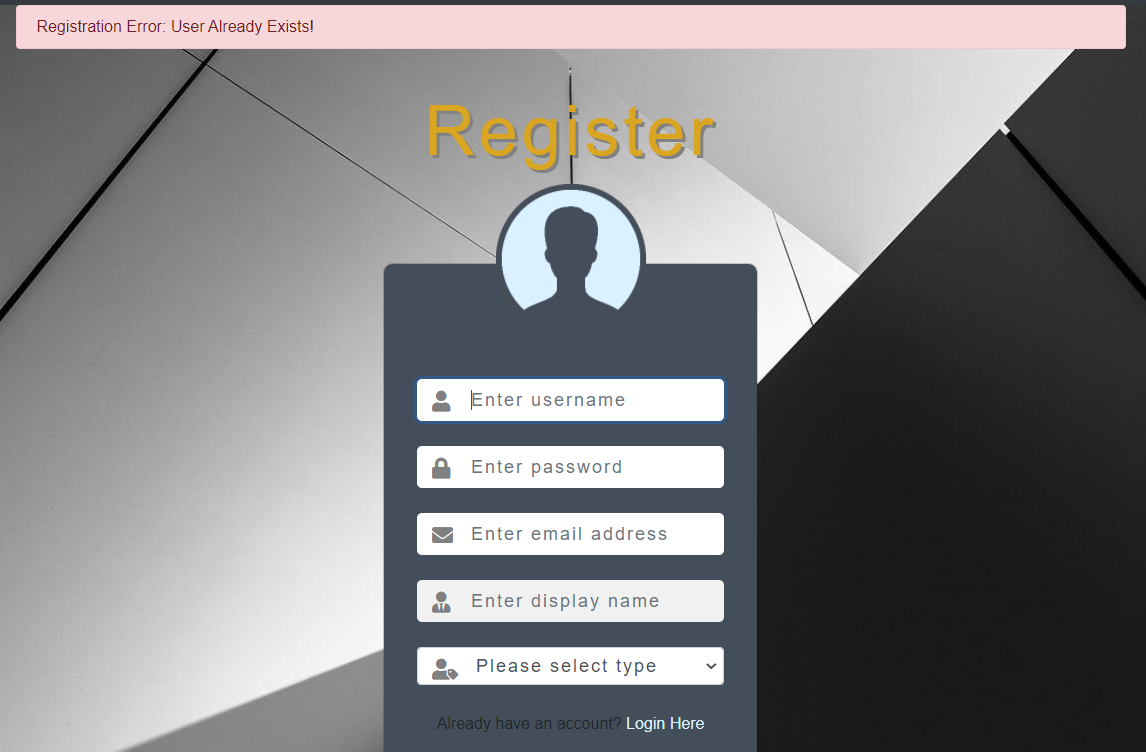 Registration Error: User Already Exists!
Register
Enter username
Enter password
Enter email address
Enter display name
Please select type
Already have an account? Login Here